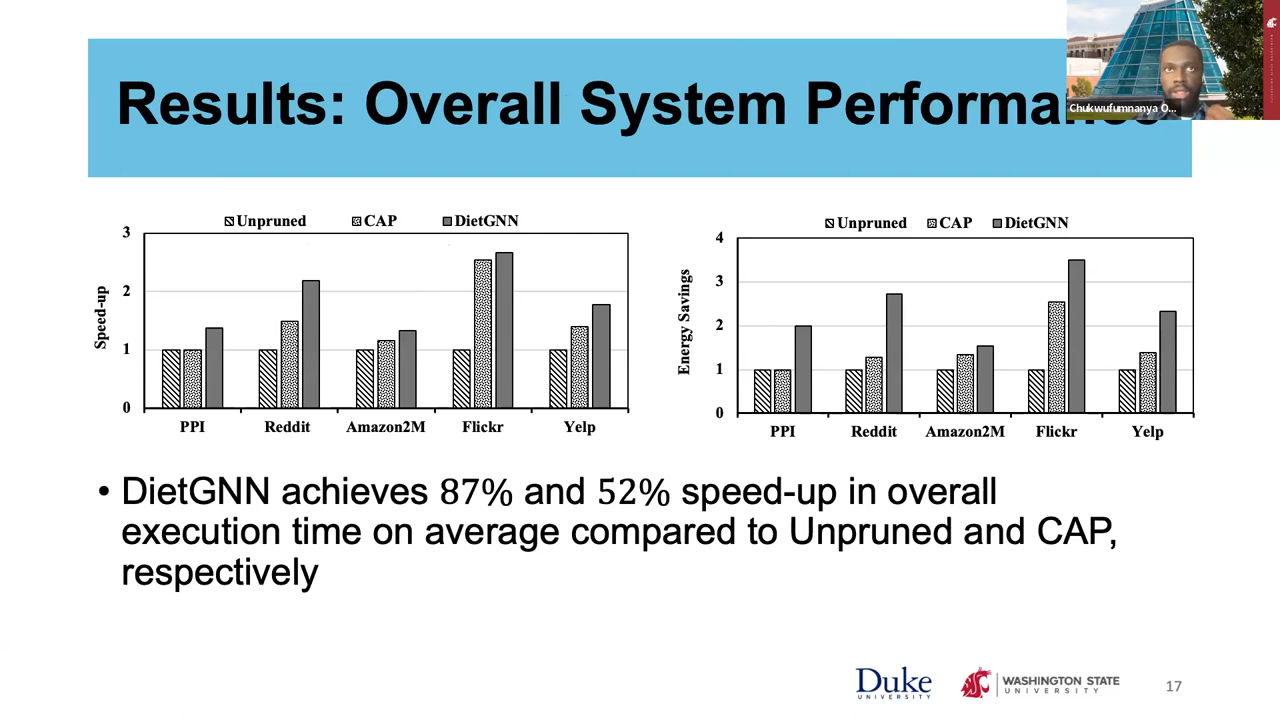 Results: Overall System Performance
Chukwufumnanya O...
Unpruned CAP DietGNN
3
2
1
0
Speed-up
PPI Reddit Amazon2M Flickr Yelp
Unpruned CAP DietGNN
4
3
2
1
0
Energy Savings
PPI Reddit Amazon2M Flickr Yelp
• DietGNN achieves 87% and 52% speed-up in overall
execution time on average compared to Unpruned and CAP,
respectively
Duke
UNIVERSITY
WASHINGTON STATE
UNIVERSITY
17